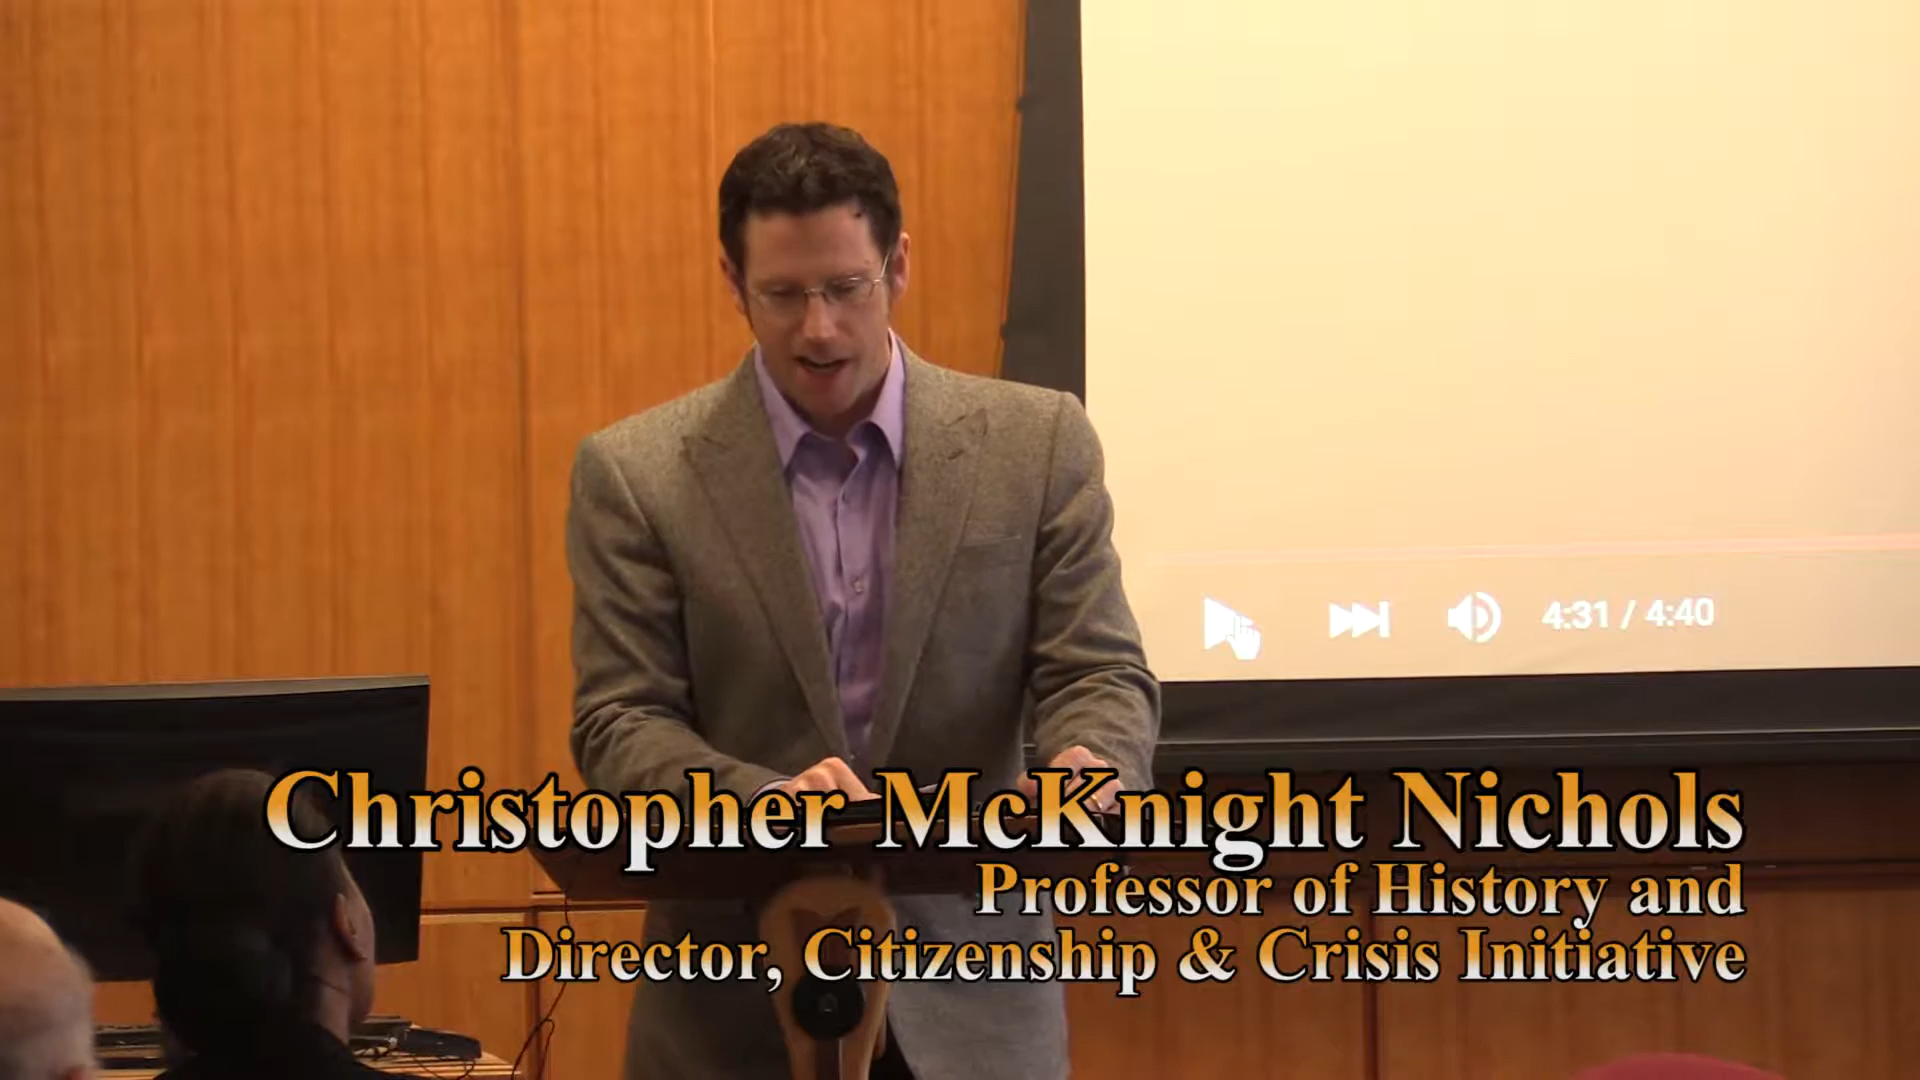 4:31 / 4:40
Christopher McKnight Nichols
Professor of History and
Director, Citizenship & Crisis Initiative